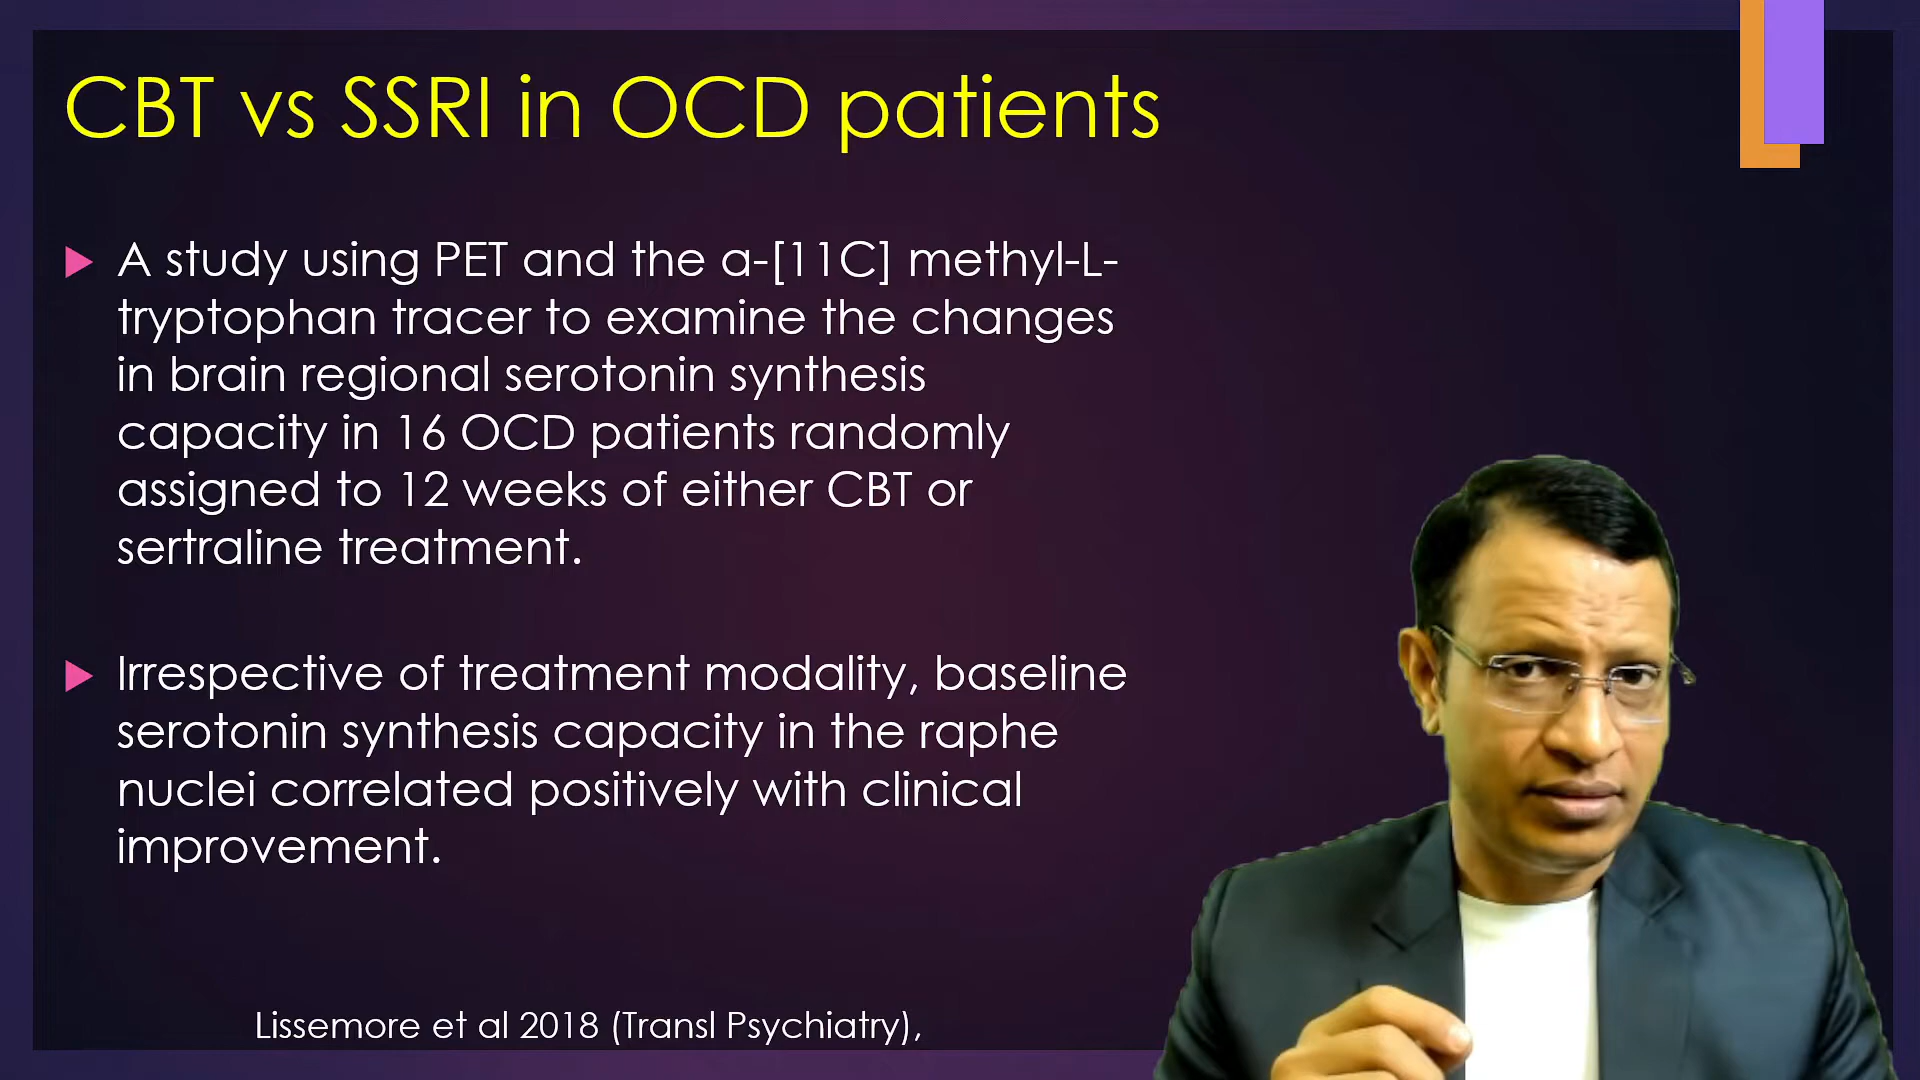 CBT vs SSRI in OCD patients
A study using PET and the a-[11C] methyl-L-
tryptophan tracer to examine the changes
in brain regional serotonin synthesis
capacity in 16 OCD patients randomly
assigned to 12 weeks of either CBT or
sertraline treatment.
Irrespective of treatment modality, baseline
serotonin synthesis capacity in the raphe
nuclei correlated positively with clinical
improvement.
Lissemore et al 2018 (Transl Psychiatry),